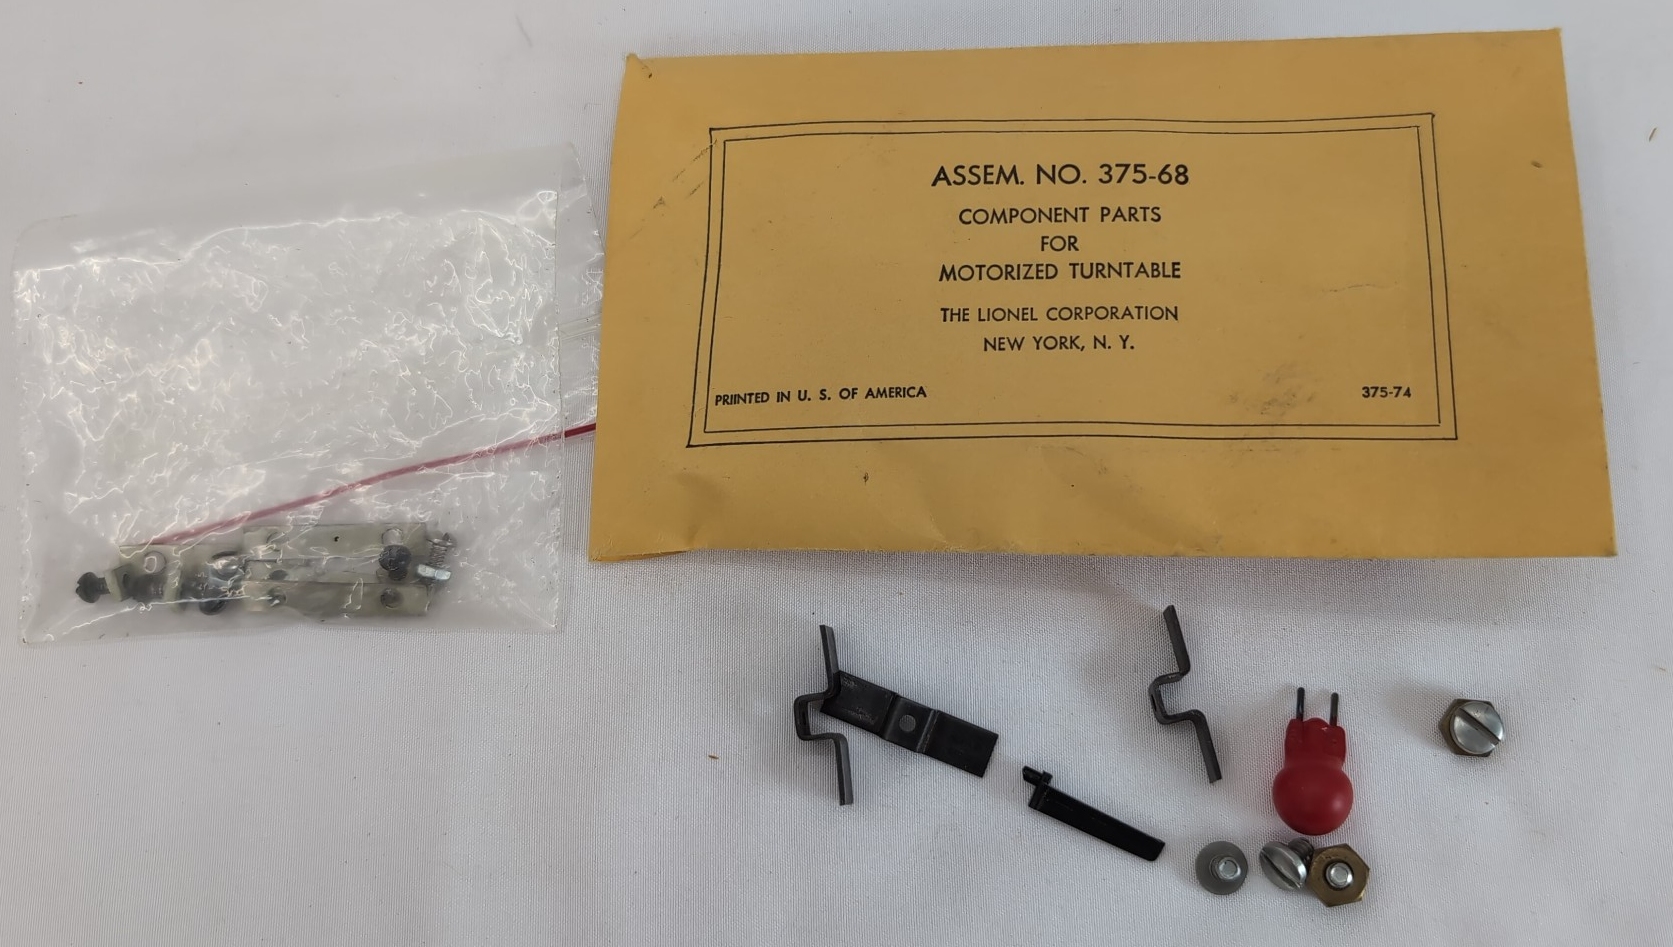 ASSEM. NO. 375-68
COMPONENT PARTS
FOR
MOTORIZED TURNTABLE
THE LIONEL CORPORATION
NEW YORK, N. Y.
PRIINTED IN U. S. OF AMERICA 375-74